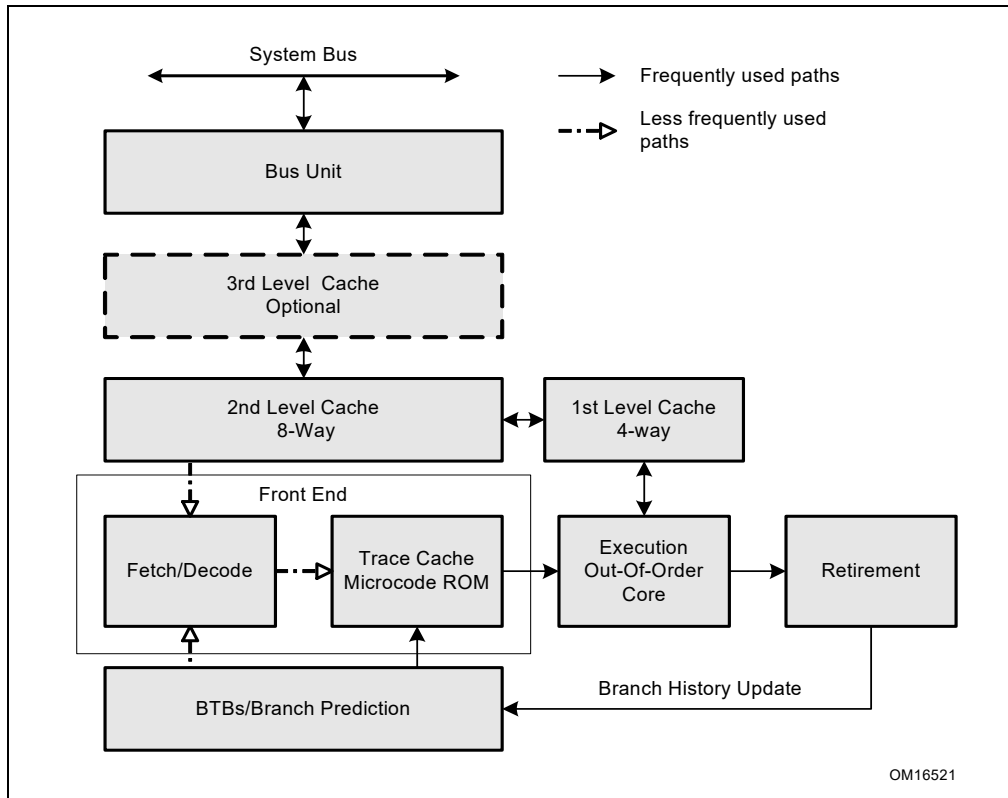 System Bus
Frequently used paths
Less frequently used
paths
Bus Unit
3rd Level Cache
Optional
2nd Level Cache
8-Way
1st Level Cache
4-way
Front End
Fetch/Decode
Trace Cache
Microcode ROM
Execution
Out-Of-Order
Core
Retirement
BTBs/Branch Prediction
Branch History Update
OM16521